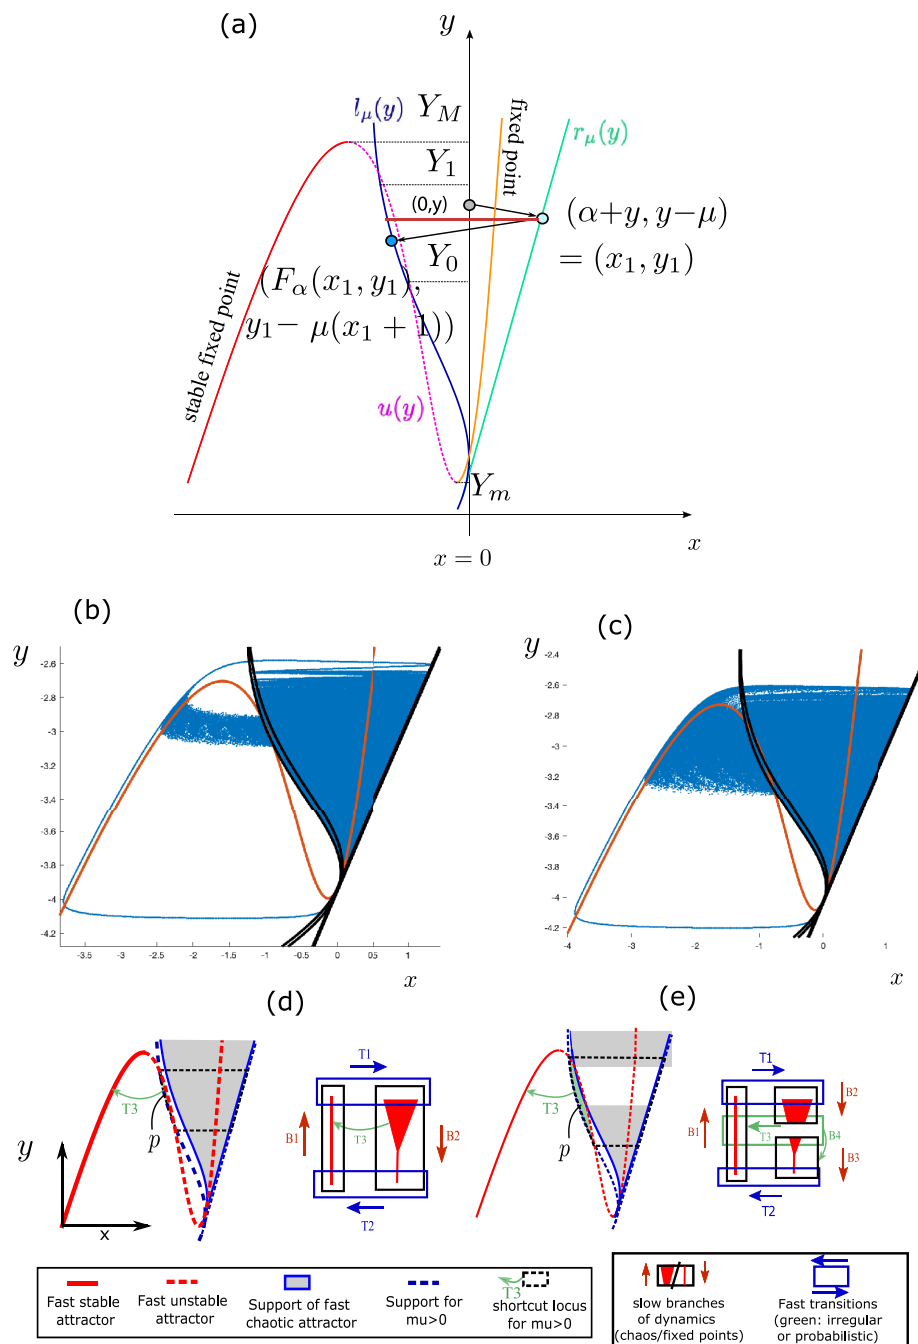 (a)
y
l_μ(y)
Y_M
fixed point
r_μ(y)
Y_1
(0,y)
(α+y, y−μ)
= (x_1, y_1)
Y_0
(F_α(x_1, y_1),
y_1− μ(x_1 + 1))
stable fixed point
u(y)
Y_m
x
x = 0
(b)
y
-2.6
-2.8
-3
-3.2
-3.4
-3.6
-3.8
-4
-4.2
-3.5 -3 -2.5 -2 -1.5 -1 -0.5 0 0.5 1
0.5
x
(c)
y
-2.4
-2.6
-2.8
-3
-3.2
-3.4
-3.6
-3.8
-4
-4.2
-4 -3 -2 -1 0 1
x
(d)
T3
p
y
x
T1
B1
T3
B2
T2
(e)
T3
p
T1
B2
B1
T3
B4
B3
T2
Fast stable
attractor
Fast unstable
attractor
Support of fast
chaotic attractor
Support for
mu>0
T3
shortcut locus
for mu>0
slow branches
of dynamics
(chaos/fixed points)
Fast transitions
(green: irregular
or probabilistic)